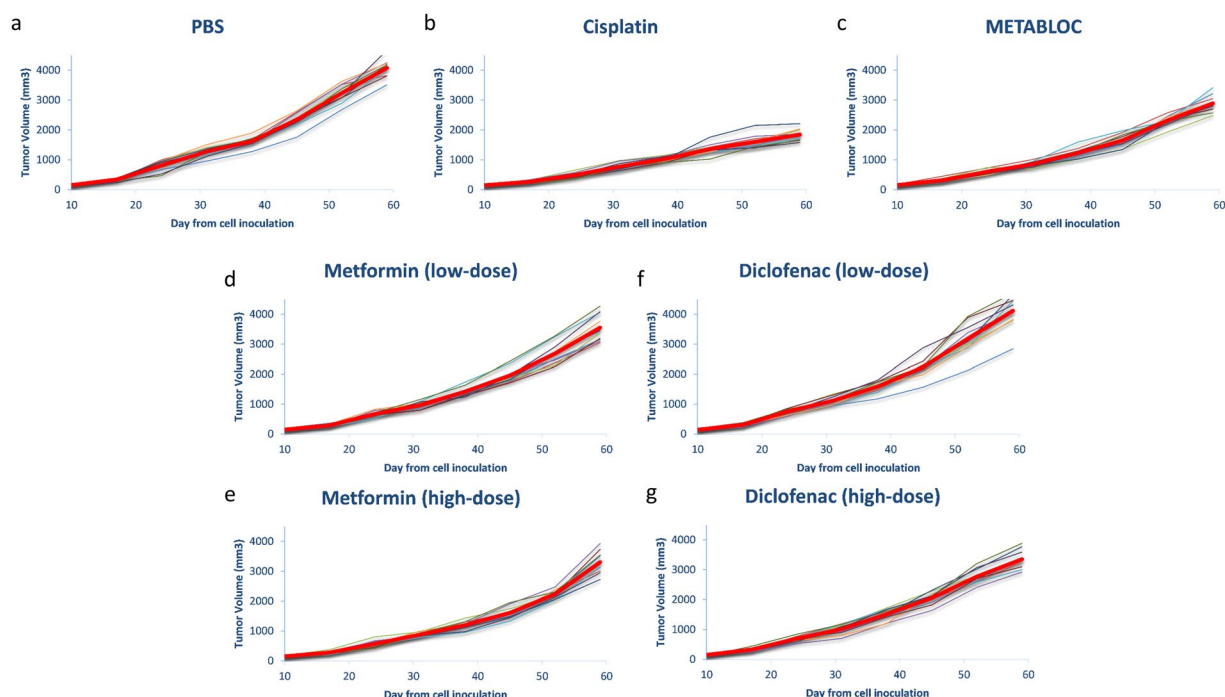 a
PBS
b
Cisplatin
c
METABLOC
Tumor Volume (mm3)
4000
3000
2000
1000
0
10 20 30 40 50 60
Day from cell inoculation
Tumor Volume (mm3)
4000
3000
2000
1000
0
10 20 30 40 50 60
Day from cell inoculation
Tumor Volume (mm3)
4000
3000
2000
1000
0
10 20 30 40 50 60
Day from cell inoculation
d
Metformin (low-dose)
f
Diclofenac (low-dose)
Tumor Volume (mm3)
4000
3000
2000
1000
0
10 20 30 40 50 60
Day from cell inoculation
Tumor Volume (mm3)
4000
3000
2000
1000
0
10 20 30 40 50 60
Day from cell inoculation
e
Metformin (high-dose)
g
Diclofenac (high-dose)
Tumor Volume (mm3)
4000
3000
2000
1000
0
10 20 30 40 50 60
Day from cell inoculation
Tumor Volume (mm3)
4000
3000
2000
1000
0
10 20 30 40 50 60
Day from cell inoculation